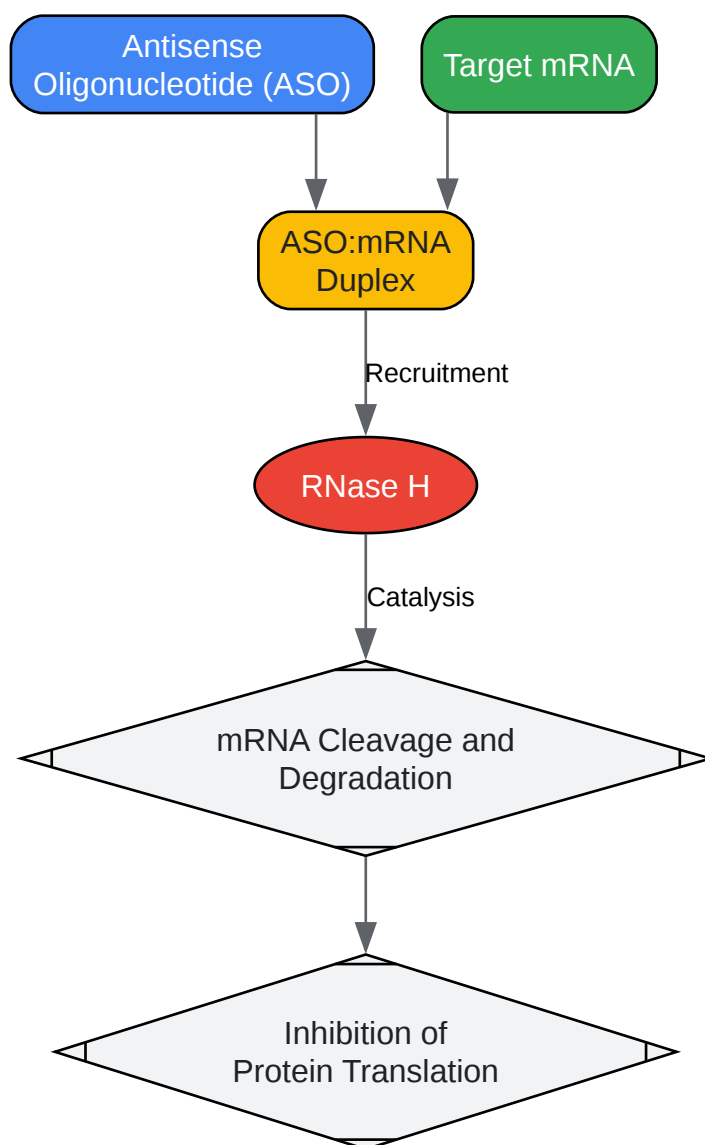 Antisense
Oligonucleotide (ASO)
Target mRNA
ASO:mRNA
Duplex
Recruitment
RNase H
Catalysis
mRNA Cleavage and
Degradation
Inhibition of
Protein Translation